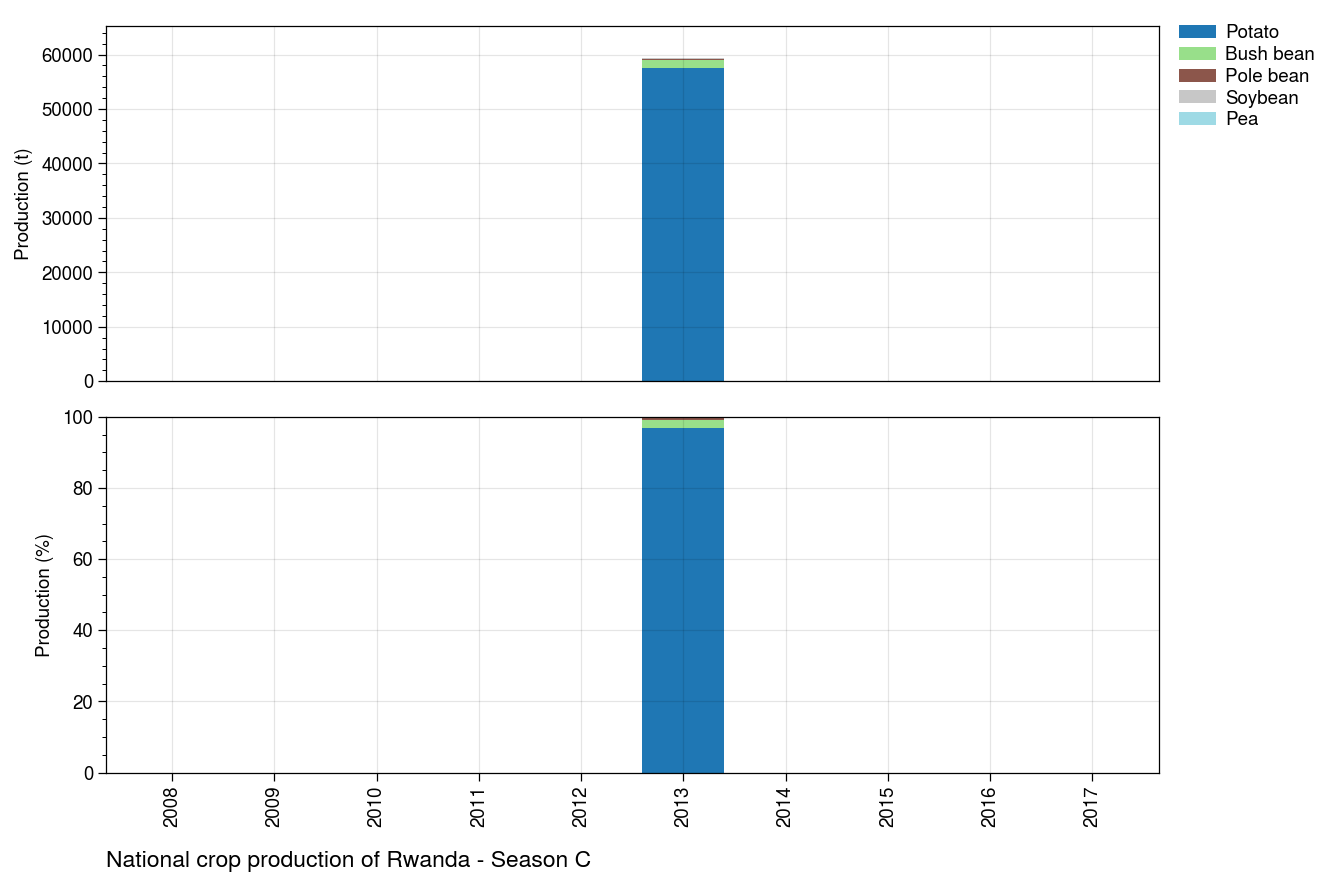 60000
50000
40000
30000
20000
10000
0
Production (t)
Potato
Bush bean
Pole bean
Soybean
Pea
100
80
60
40
20
0
Production (%)
2008
2009
2010
2011
2012
2013
2014
2015
2016
2017
National crop production of Rwanda - Season C